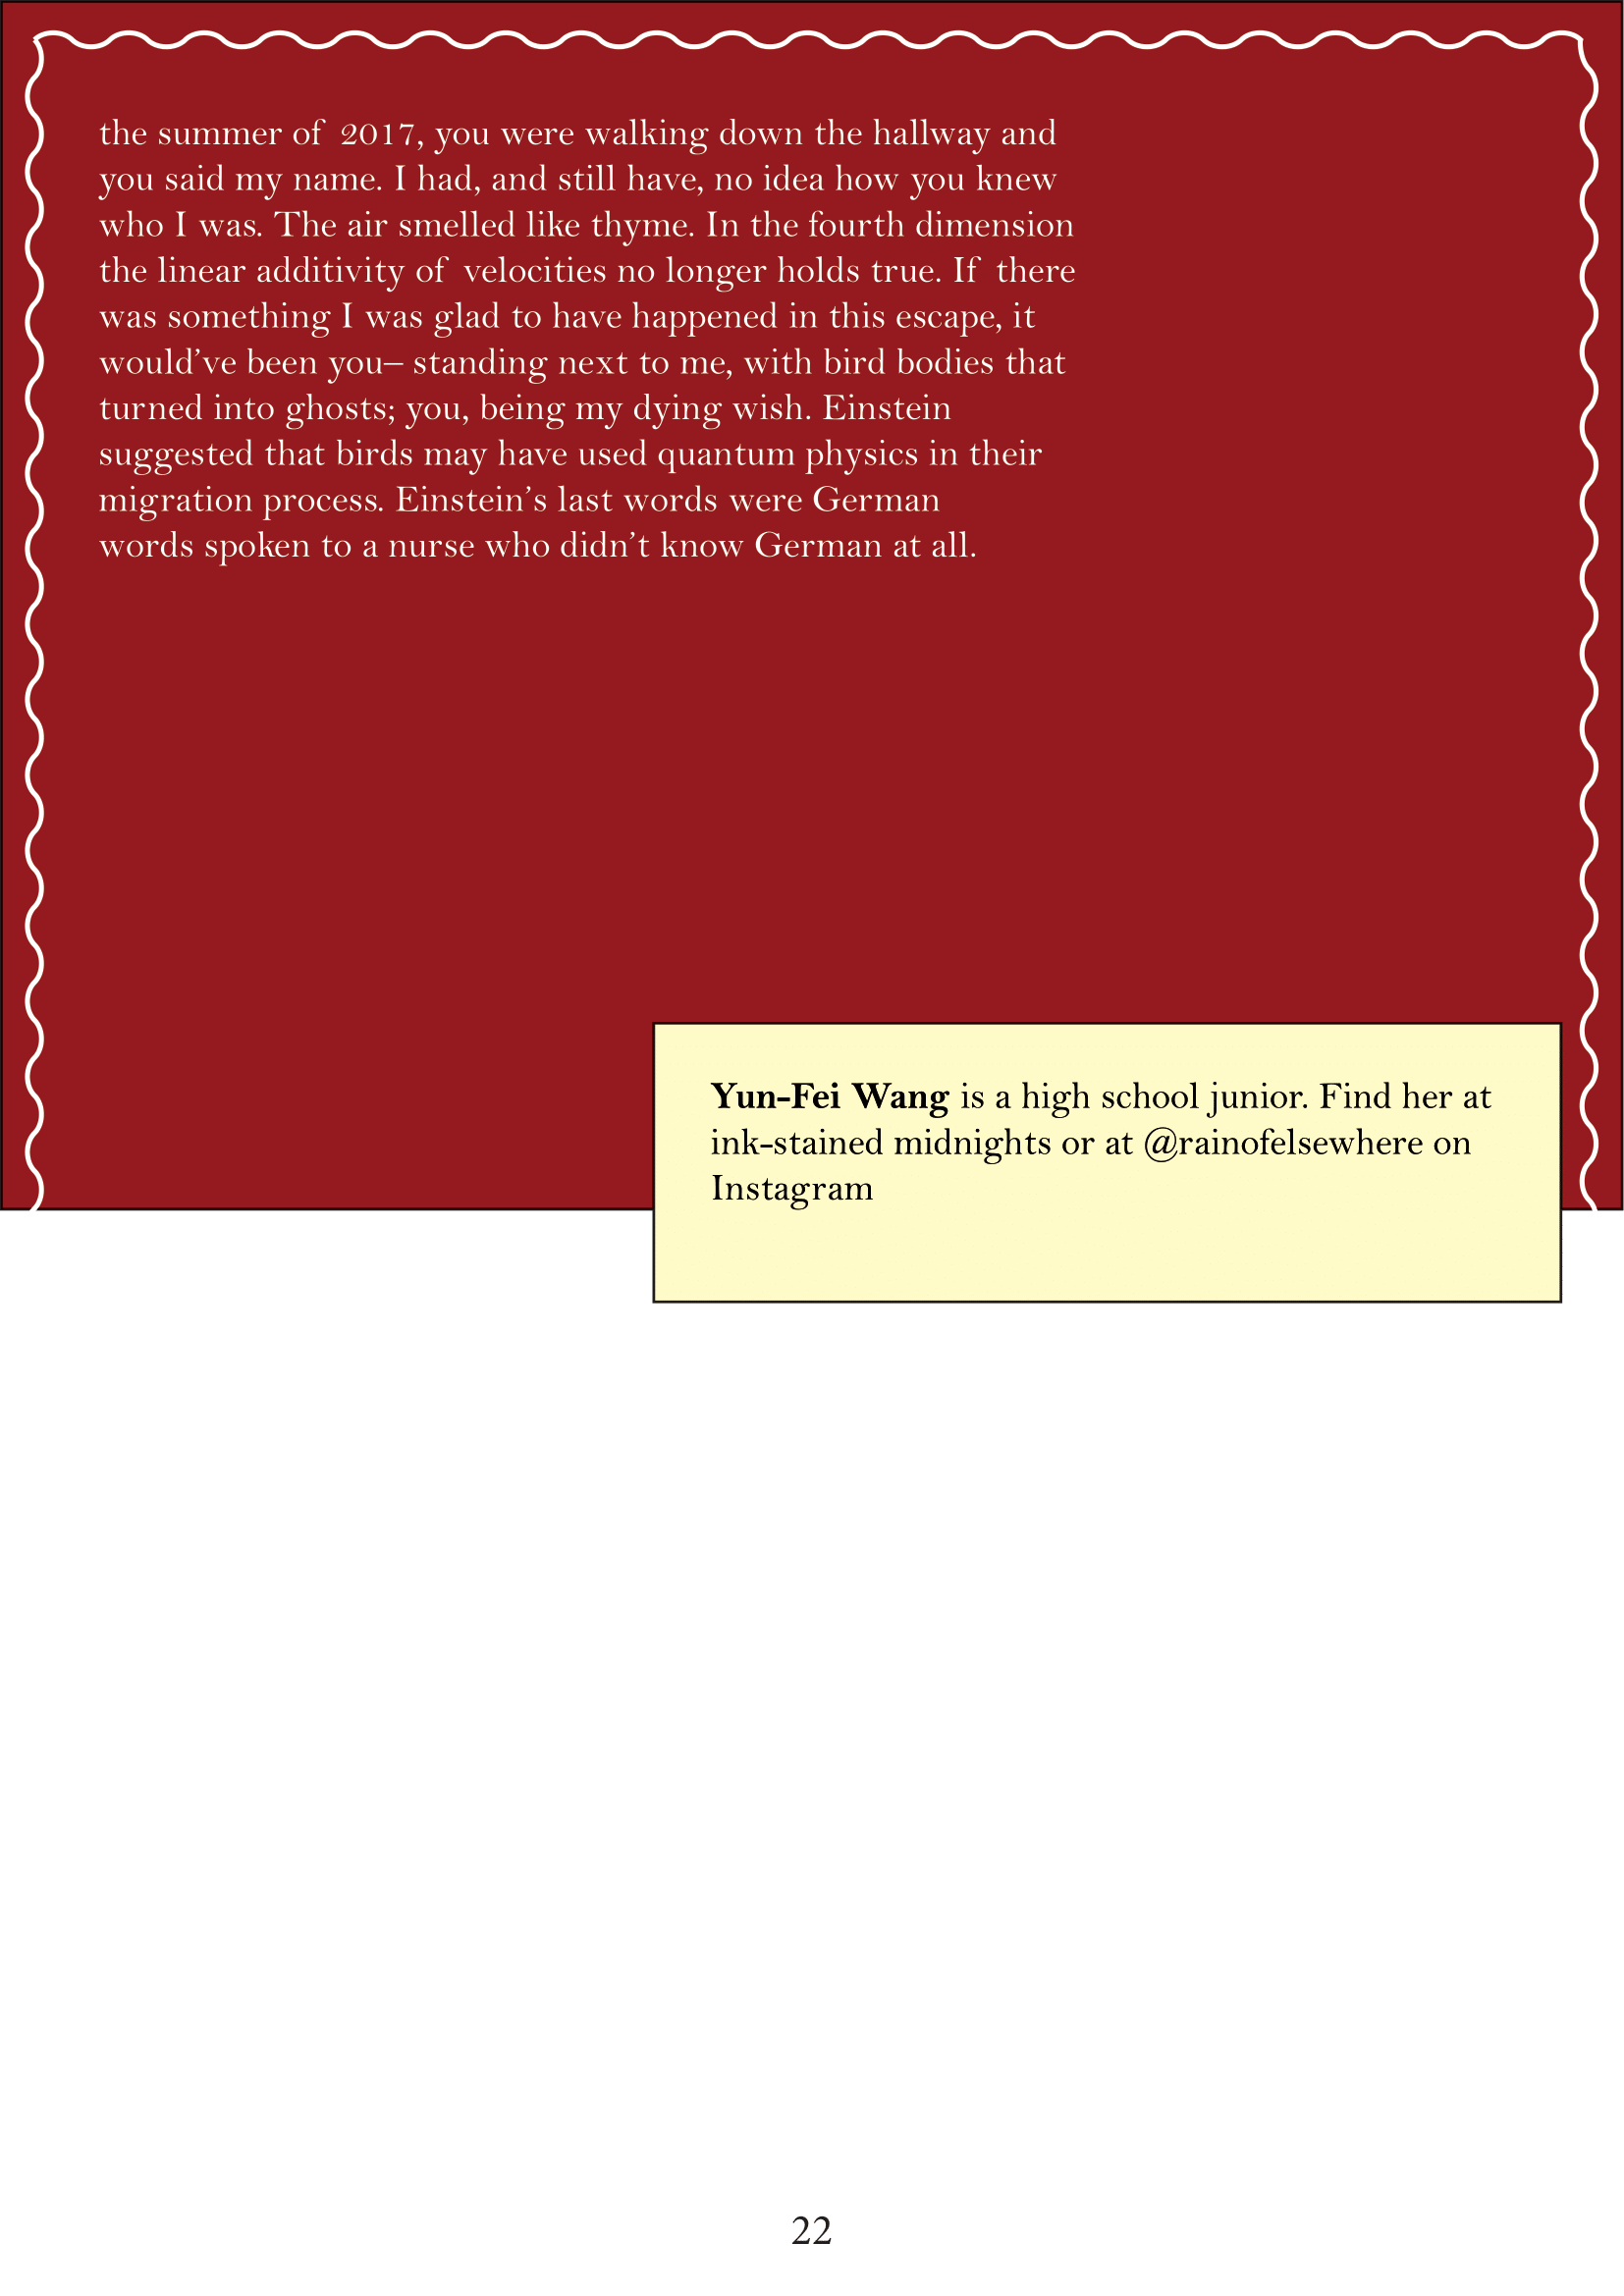 the summer of 2017, you were walking down the hallway and
you said my name. I had, and still have, no idea how you knew
who I was. The air smelled like thyme. In the fourth dimension
the linear additivity of velocities no longer holds true. If there
was something I was glad to have happened in this escape, it
would’ve been you– standing next to me, with bird bodies that
turned into ghosts; you, being my dying wish. Einstein
suggested that birds may have used quantum physics in their
migration process. Einstein’s last words were German
words spoken to a nurse who didn’t know German at all.
Yun-Fei Wang is a high school junior. Find her at
ink-stained midnights or at @rainofelsewhere on
Instagram
22